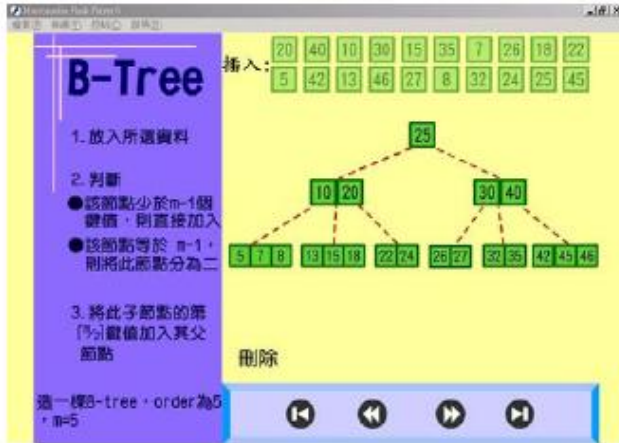 Macromedia Flash Player 6
B-Tree
插入:
20 40 10 30 15 35 7 26 18 22
5 42 13 46 27 8 32 24 25 45
1.放入所選資料
2.判斷
●該節點少於m-1個
鍵值，則直接加入
●該節點等於 m-1，
則將此節點分為二
3.將此子節點的第
鍵值加入其父
節點
造一棵B-tree，order為5
，m=5
25
10 20
30 40
5 7 8
13 15 18
22 24
26 27
32 35
42 45 46
刪除